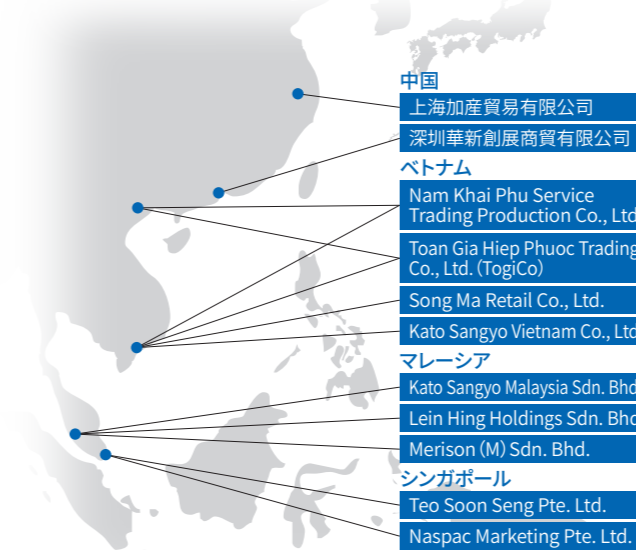 中国
上海加産貿易有限公司
深圳華新創展商貿有限公司
ベトナム
Nam Khai Phu Service
Trading Production Co., Ltd
Toan Gia Hiep Phuoc Trading
Co., Ltd.（TogiCo）
Song Ma Retail Co., Ltd.
Kato Sangyo Vietnam Co., Ltd
マレーシア
Kato Sangyo Malaysia Sdn. Bhd
Lein Hing Holdings Sdn. Bhd
Merison（M）Sdn. Bhd.
シンガポール
Teo Soon Seng Pte. Ltd.
Naspac Marketing Pte. Ltd.